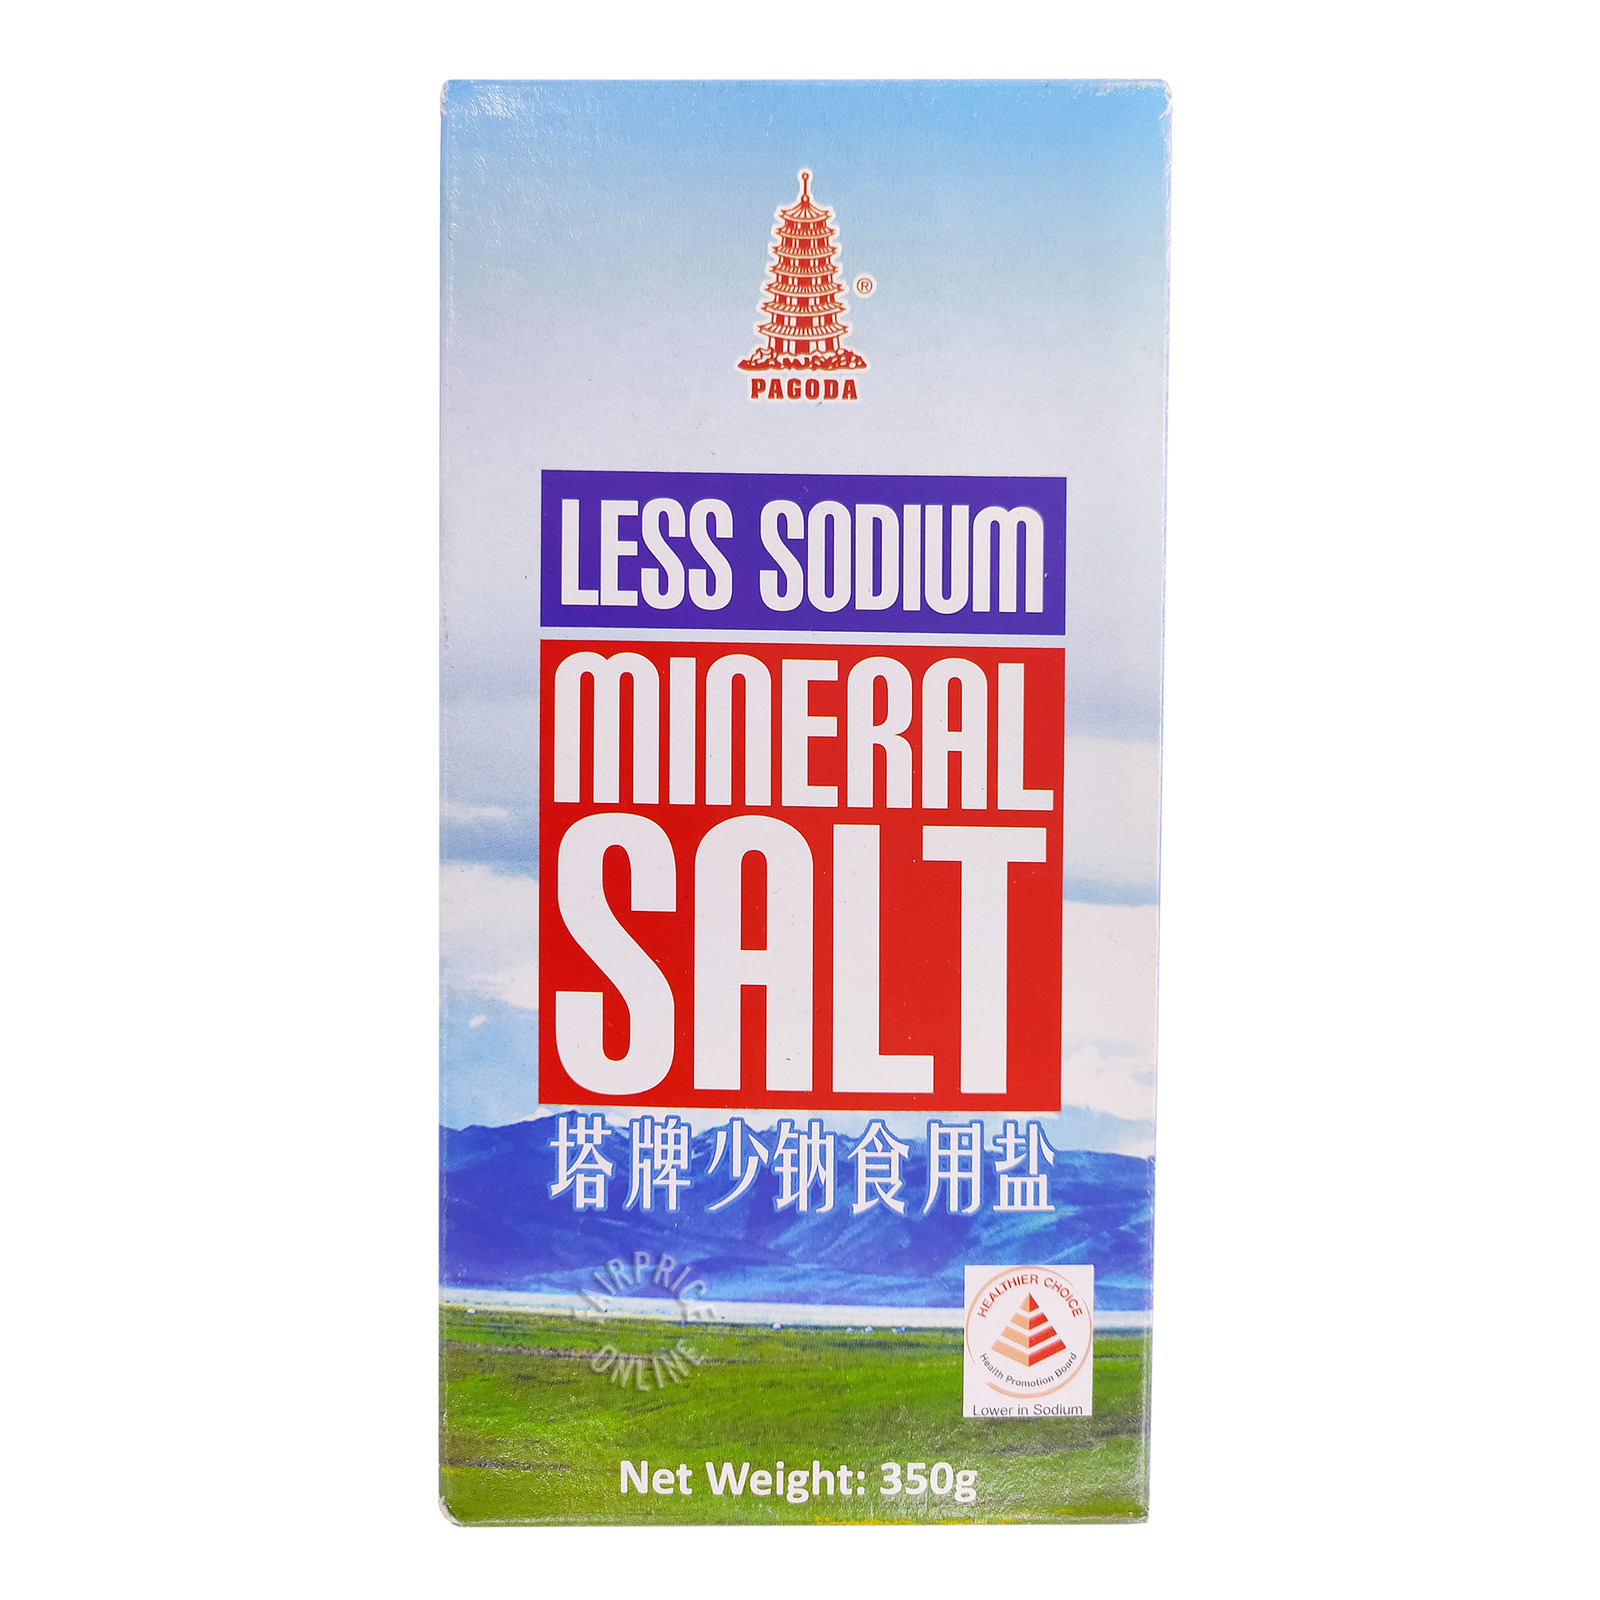 ®
PAGODA
LESS SODIUM
MINERAL
SALT
塔牌少钠食用盐
FAIRPRICE
ONLINE
HEALTHIER CHOICE
Health Promotion Board
Lower in Sodium
Net Weight: 350g